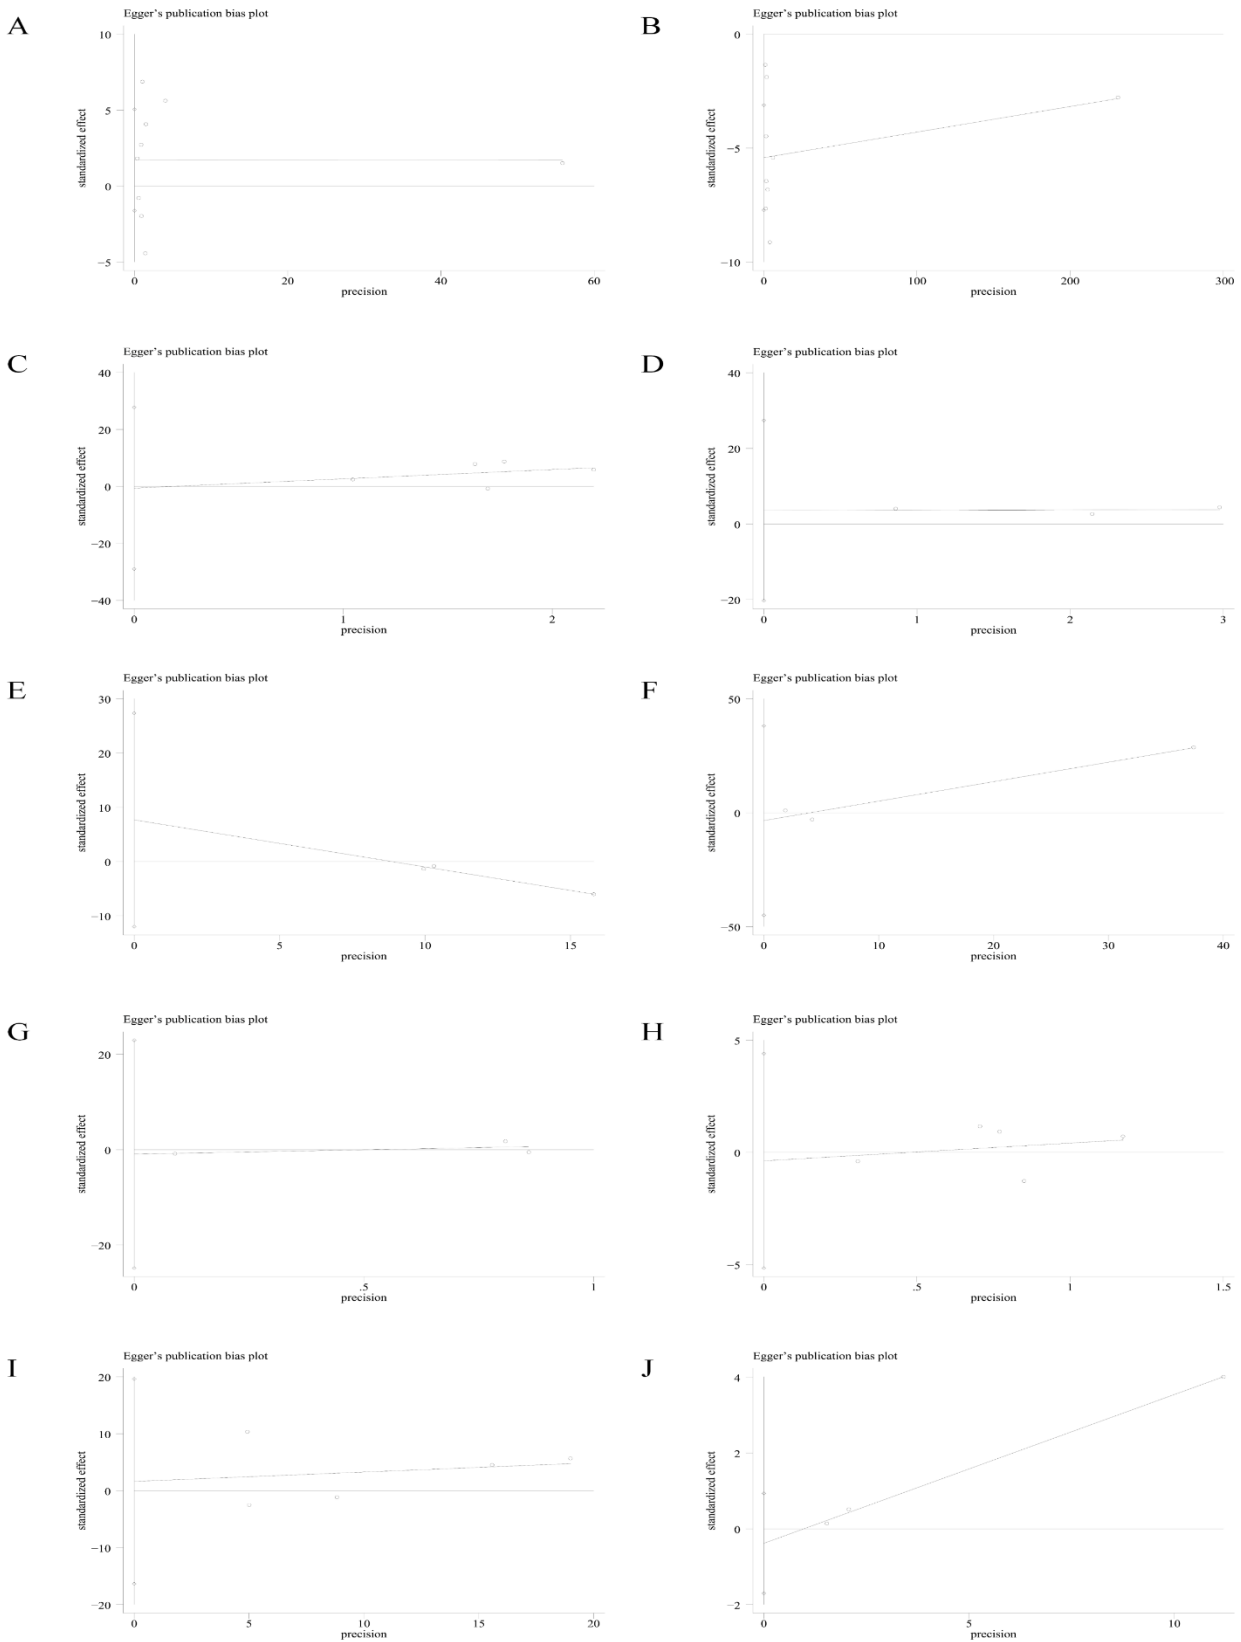 A
Egger's publication bias plot
10
5
0
−5
standardized effect
0 20 40 60
precision
B
Egger's publication bias plot
0
−5
−10
standardized effect
0 100 200 300
precision
C
Egger's publication bias plot
40
20
0
−20
−40
standardized effect
0 1 2
precision
D
Egger's publication bias plot
40
20
0
−20
standardized effect
0 1 2 3
precision
E
Egger's publication bias plot
30
20
10
0
−10
standardized effect
0 5 10 15
precision
F
Egger's publication bias plot
50
0
−50
standardized effect
0 10 20 30 40
precision
G
Egger's publication bias plot
20
0
−20
standardized effect
0 .5 1
precision
H
Egger's publication bias plot
5
0
−5
standardized effect
0 .5 1 1.5
precision
I
Egger's publication bias plot
20
10
0
−10
−20
standardized effect
0 5 10 15 20
precision
J
Egger's publication bias plot
4
2
0
−2
standardized effect
0 5 10
precision